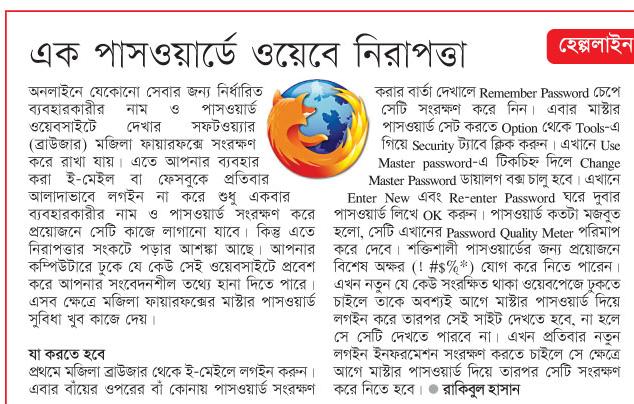 এক পাসওয়ার্ডে ওয়েবে নিরাপত্তা
হেল্পলাইন
অনলাইনে যেকোনো সেবার জন্য নির্ধারিত
ব্যবহারকারীর নাম ও পাসওয়ার্ড
ওয়েবসাইটে দেখার সফটওয়্যার
(ব্রাউজার) মজিলা ফায়ারফক্সে সংরক্ষণ
করে রাখা যায়। এতে আপনার ব্যবহার
করা ই-মেইল বা ফেসবুকে প্রতিবার
আলাদাভাবে লগইন না করে শুধু একবার
ব্যবহারকারীর নাম ও পাসওয়ার্ড সংরক্ষণ করে
প্রয়োজনে সেটি কাজে লাগানো যাবে। কিন্তু এতে
নিরাপত্তার সংকটে পড়ার আশঙ্কা আছে। আপনার
কম্পিউটারে ঢুকে যে কেউ সেই ওয়েবসাইটে প্রবেশ
করে আপনার সংবেদনশীল তথ্যে হানা দিতে পারে।
এসব ক্ষেত্রে মজিলা ফায়ারফক্সের মাস্টার পাসওয়ার্ড
সুবিধা খুব কাজে দেয়।
যা করতে হবে
প্রথমে মজিলা ব্রাউজার থেকে ই-মেইলে লগইন করুন।
এবার বাঁয়ের ওপরের বা কোনায় পাসওয়ার্ড সংরক্ষণ
করার বার্তা দেখালে Remember Password চেপে
সেটি সংরক্ষণ করে নিন। এবার মাস্টার
পাসওয়ার্ড সেট করতে Option থেকে Tools-এ
গিয়ে Security ট্যাবে ক্লিক করুন। এখানে Use
Master password-এ টিকচিহ্ন দিলে Change
Master Password ডায়ালগ বক্স চালু হবে। এখানে
Enter New এবং Re-enter Password ঘরে দুবার
পাসওয়ার্ড লিখে OK করুন। পাসওয়ার্ড কতটা মজবুত
হলো, সেটি এখানের Password Quality Meter পরিমাপ
করে দেবে। শক্তিশালী পাসওয়ার্ডের জন্য প্রয়োজনে
বিশেষ অক্ষর (! #$%*) যোগ করে নিতে পারেন।
এখন নতুন যে কেউ সংরক্ষিত থাকা ওয়েবপেজে ঢুকতে
চাইলে তাকে অবশ্যই আগে মাস্টার পাসওয়ার্ড দিয়ে
লগইন করে তারপর সেই সাইট দেখতে হবে, না হলে
সে সেটি দেখতে পারবে না। এখন প্রতিবার নতুন
লগইন ইনফরমেশন সংরক্ষণ করতে চাইলে সে ক্ষেত্রে
আগে মাস্টার পাসওয়ার্ড দিয়ে তারপর সেটি সংরক্ষণ
করে নিতে হবে। ● রাকিবুল হাসান